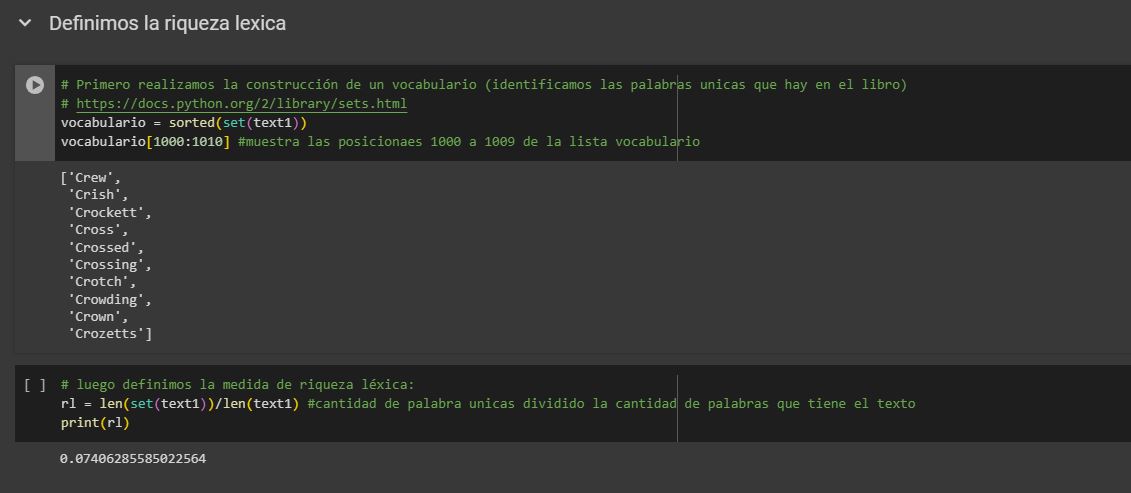 Definimos la riqueza lexica
# Primero realizamos la construcción de un vocabulario (identificamos las palabras unicas que hay en el libro)
# https://docs.python.org/2/library/sets.html
vocabulario = sorted(set(text1))
vocabulario[1000:1010] #muestra las posicionaes 1000 a 1009 de la lista vocabulario
['Crew',
'Crish',
'Crockett',
'Cross',
'Crossed',
'Crossing',
'Crotch',
'Crowding',
'Crown',
'Crozetts']
[ ] # luego definimos la medida de riqueza léxica:
rl = len(set(text1))/len(text1) #cantidad de palabra unicas dividido la cantidad de palabras que tiene el texto
print(rl)
0.07406285585022564